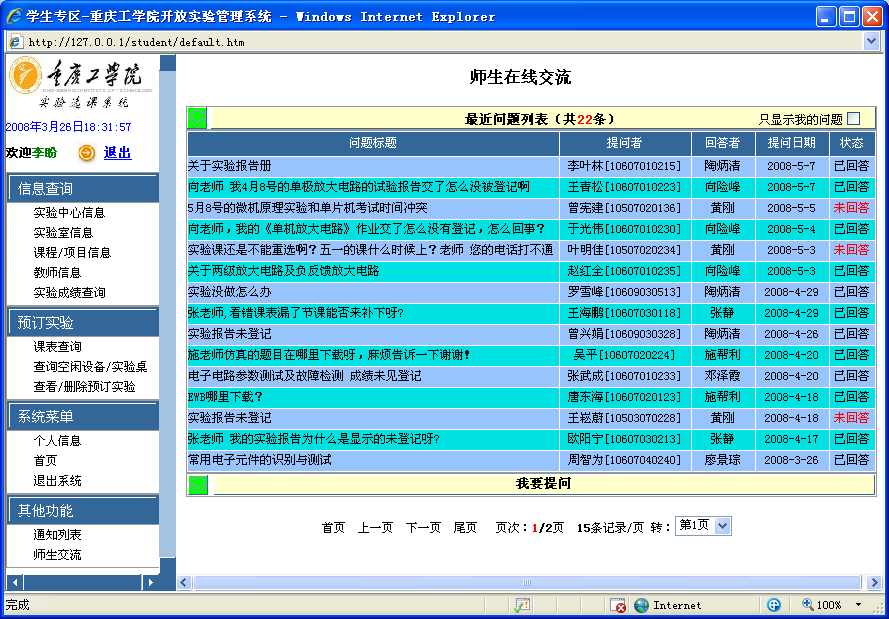 学生专区-重庆工学院开放实验管理系统 - Windows Internet Explorer
http://127.0.0.1/student/default.htm
重庆工学院
CHONGQING INSTITUTE OF TECHNOLOGY
实验选课系统
2008年3月26日18:31:57
欢迎李盼 退出
信息查询
实验中心信息
实验室信息
课程/项目信息
教师信息
实验成绩查询
预订实验
课表查询
查询空闲设备/实验桌
查看/删除预订实验
系统菜单
个人信息
首页
退出系统
其他功能
通知列表
师生交流
师生在线交流
最近问题列表(共22条) 只显示我的问题
问题标题 提问者 回答者 提问日期 状态
关于实验报告册 李叶林[10607010215] 陶炳清 2008-5-7 已回答
向老师 我4月8号的单极放大电路的试验报告交了怎么没被登记啊 王青松[10607010223] 向险峰 2008-5-7 已回答
5月8号的微机原理实验和单片机考试时间冲突 曾宪建[10507020136] 黄刚 2008-5-5 未回答
向老师，我的《单机放大电路》作业交了怎么没有登记，怎么回事? 于光伟[10607010230] 向险峰 2008-5-4 已回答
实验课还是不能重选啊? 五一的课什么时候上? 老师 您的电话打不通 叶明佳[10507020234] 黄刚 2008-5-3 未回答
关于两级放大电路及负反馈放大电路 赵红全[10607010235] 向险峰 2008-5-3 已回答
实验没做怎么办 罗雪峰[10609030513] 陶炳清 2008-4-29 已回答
张老师,看错课表漏了节课能否来补下呀? 王海鹏[10607030118] 张静 2008-4-29 已回答
实验报告未登记 曾兴娟[10609030328] 陶炳清 2008-4-26 已回答
施老师仿真的题目在哪里下载呀，麻烦告诉一下谢谢! 吴平[10607020224] 施帮利 2008-4-20 已回答
电子电路参数测试及故障检测 成绩未见登记 张武成[10607010233] 邓泽霞 2008-4-20 已回答
EWB哪里下载? 唐东海[10607020123] 施帮利 2008-4-18 已回答
实验报告未登记 王崧蔚[10503070228] 黄刚 2008-4-18 未回答
张老师 我的实验报告为什么是显示的未登记呀? 欧阳宁[10607030213] 张静 2008-4-17 已回答
常用电子元件的识别与测试 周智为[10607040240] 廖景琮 2008-3-26 已回答
我要提问
首页 上一页 下一页 尾页 页次：1/2页 15条记录/页 转： 第1页
完成 Internet 100%